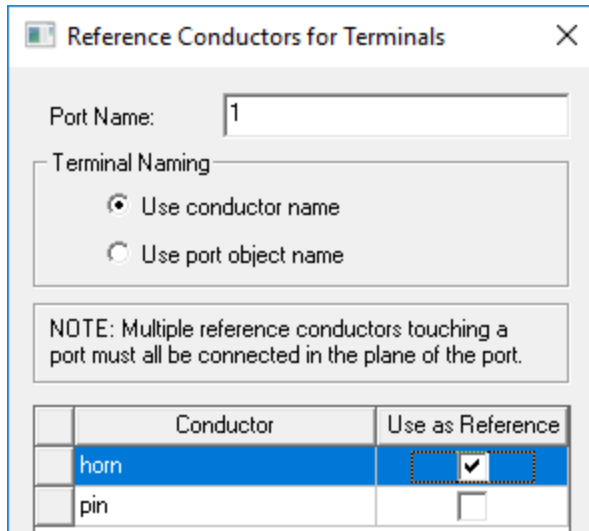 Reference Conductors for Terminals
Port Name: 1
Terminal Naming
Use conductor name
Use port object name
NOTE: Multiple reference conductors touching a
port must all be connected in the plane of the port.
Conductor Use as Reference
horn
pin